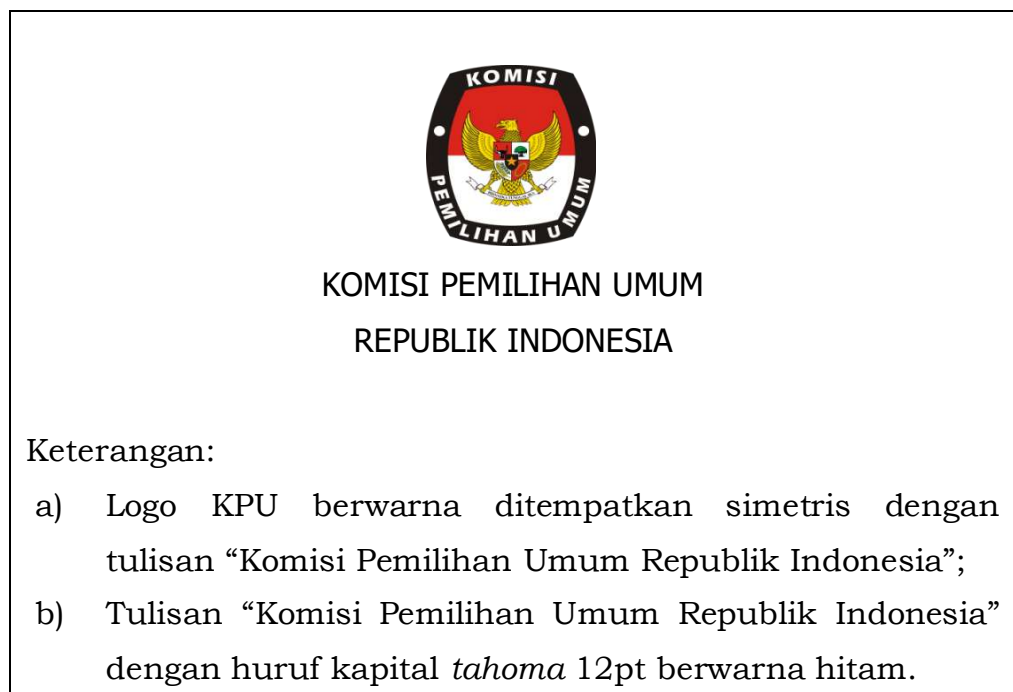 KOMISI
PEMILIHAN UMUM
KOMISI PEMILIHAN UMUM
REPUBLIK INDONESIA
Keterangan:
a) Logo KPU berwarna ditempatkan simetris dengan
tulisan “Komisi Pemilihan Umum Republik Indonesia”;
b) Tulisan “Komisi Pemilihan Umum Republik Indonesia”
dengan huruf kapital tahoma 12pt berwarna hitam.